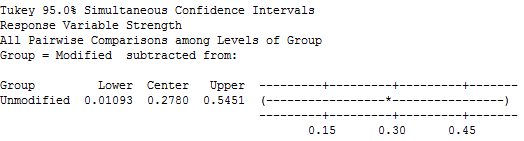 Tukey 95.0% Simultaneous Confidence Intervals
Response Variable Strength
All Pairwise Comparisons among Levels of Group
Group = Modified  subtracted from:

Group         Lower  Center   Upper  ---------+---------+---------+-------
Unmodified  0.01093  0.2780  0.5451  (-----------------*----------------)
                                     ---------+---------+---------+-------
                                            0.15      0.30      0.45